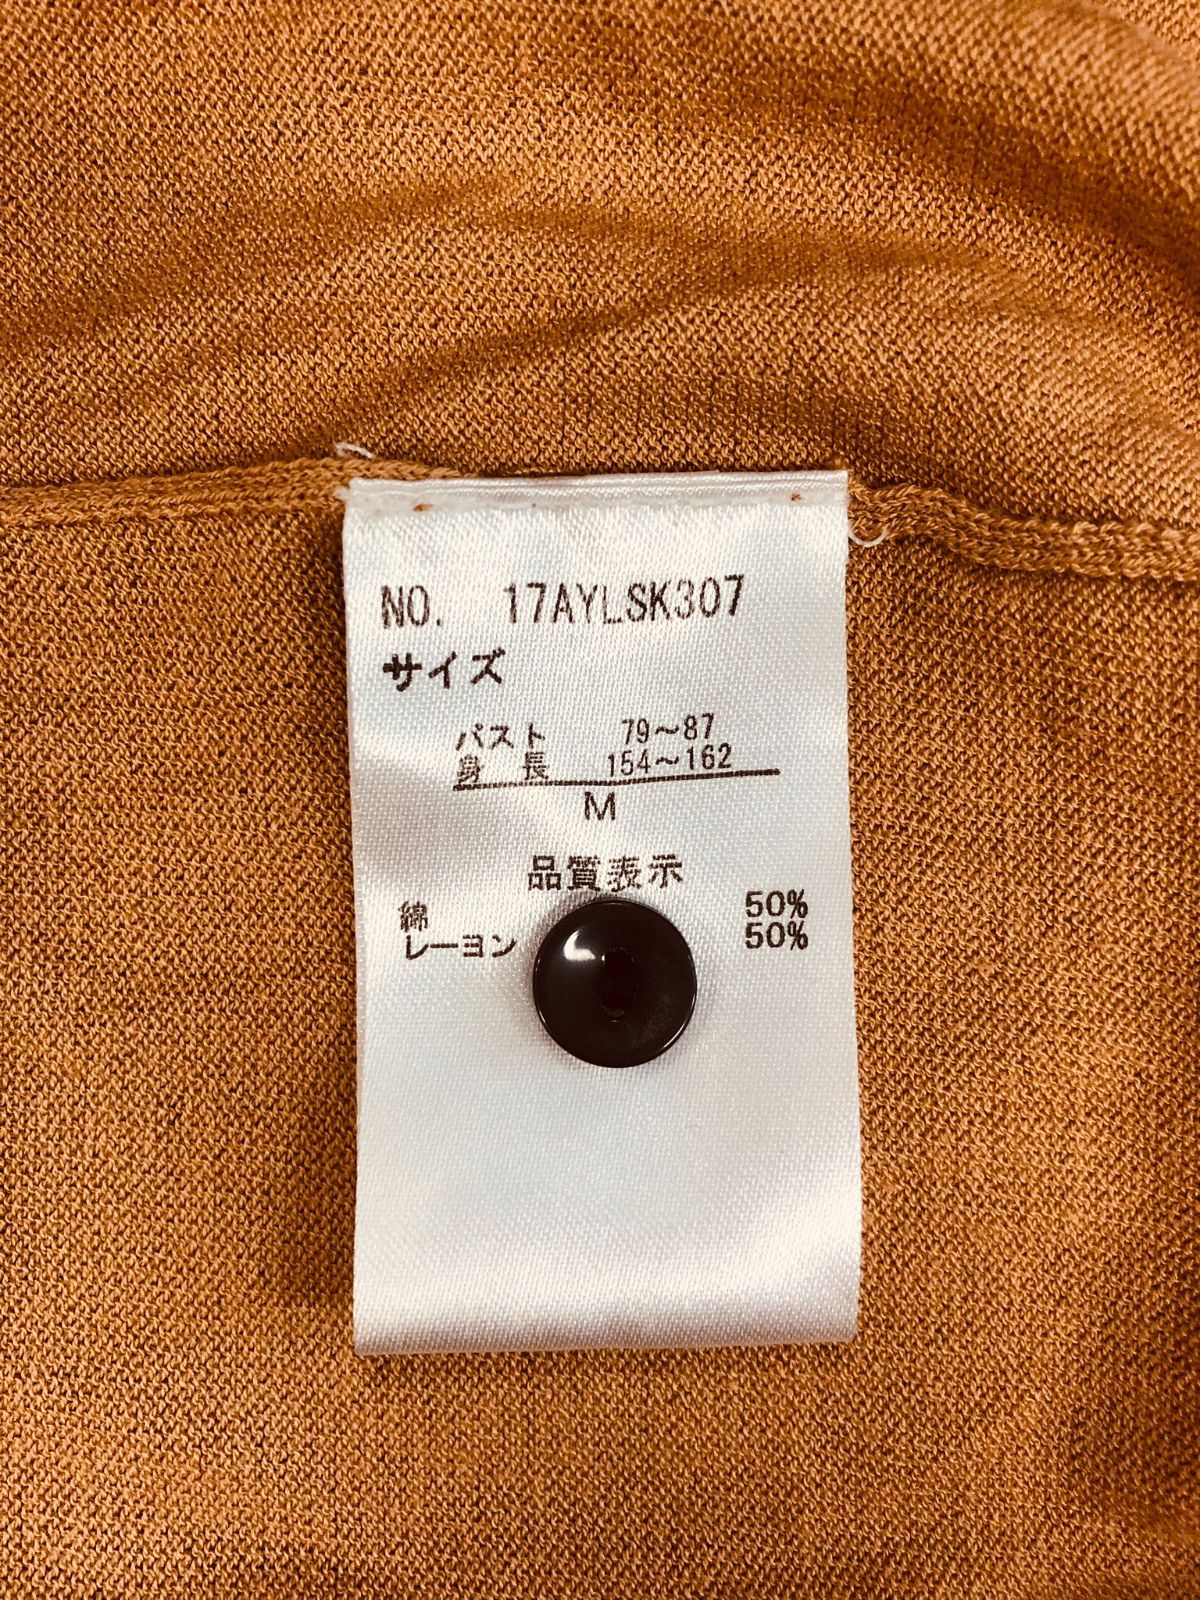 NO. 17AYLSK307
サイズ
バスト 79～87
身 長 154～162
M
品質表示
綿 50%
レーヨン 50%